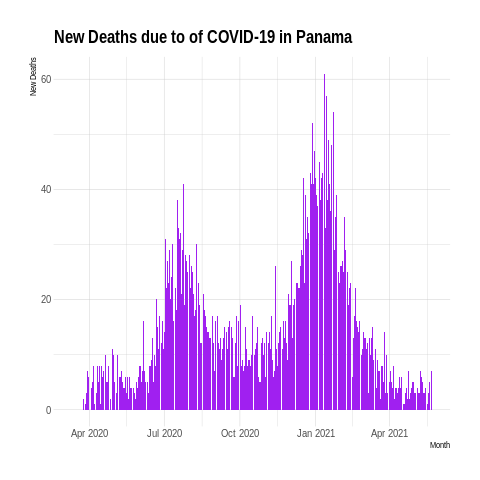 New Deaths due to of COVID-19 in Panama
New Deaths
60
40
20
0
Apr 2020 Jul 2020 Oct 2020 Jan 2021 Apr 2021
Month